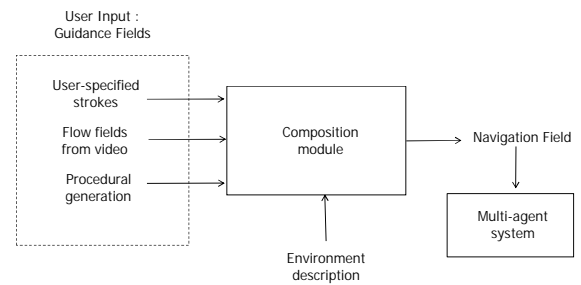 User Input :
Guidance Fields
User-specified
strokes
Flow fields
from video
Procedural
generation
Composition
module
Environment
description
Navigation Field
Multi-agent
system